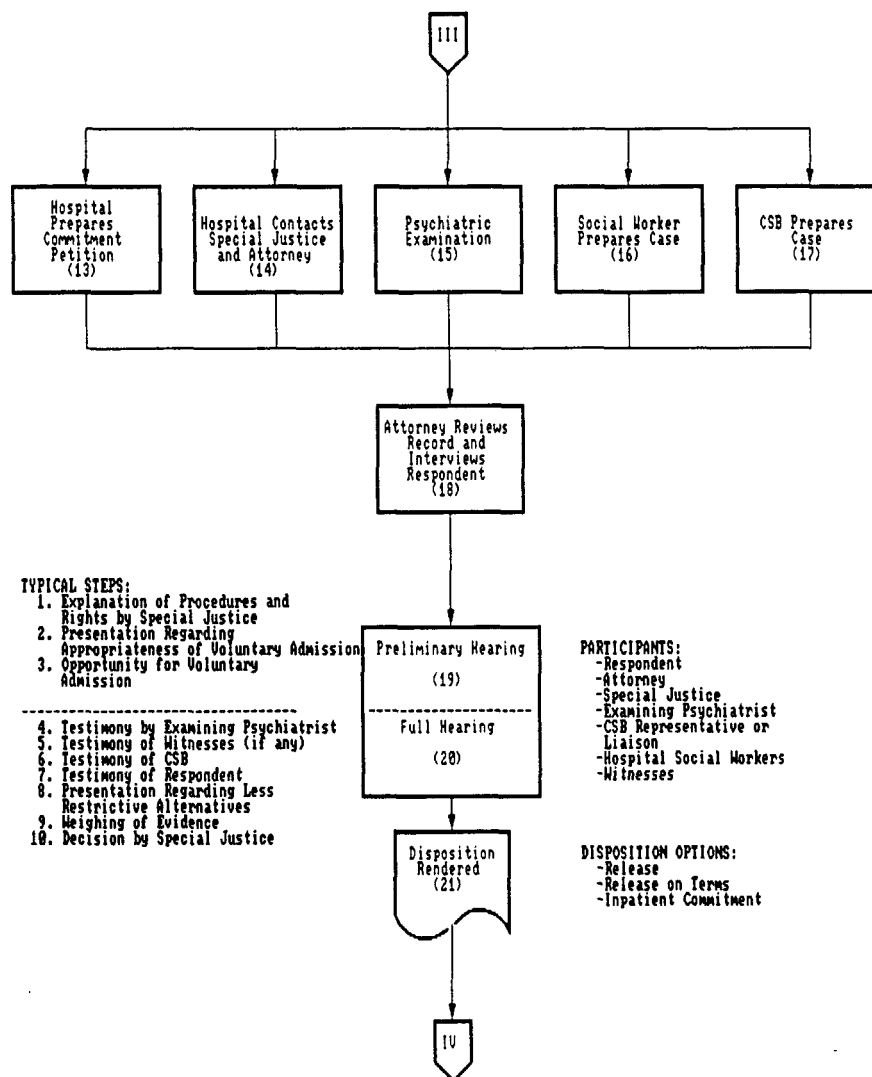 III
Hospital
Prepares
Commitment
Petition
(13)
Hospital Contacts
Special Justice
and Attorney
(14)
Psychiatric
Examination
(15)
Social Worker
Prepares Case
(16)
CSB Prepares
Case
(17)
Attorney Reviews
Record and
Interviews
Respondent
(18)
TYPICAL STEPS:
1. Explanation of Procedures and
Rights by Special Justice
2. Presentation Regarding
Appropriateness of Voluntary Admission
3. Opportunity for Voluntary
Admission
4. Testimony by Examining Psychiatrist
5. Testimony of Witnesses (if any)
6. Testimony of CSB
7. Testimony of Respondent
8. Presentation Regarding Less
Restrictive Alternatives
9. Weighing of Evidence
10. Decision by Special Justice
Preliminary Hearing
(19)
Full Hearing
(20)
PARTICIPANTS:
-Respondent
-Attorney
-Special Justice
-Examining Psychiatrist
-CSB Representative or
Liaison
-Hospital Social Workers
-Witnesses
Disposition
Rendered
(21)
DISPOSITION OPTIONS:
-Release
-Release on Terms
-Inpatient Commitment
IV